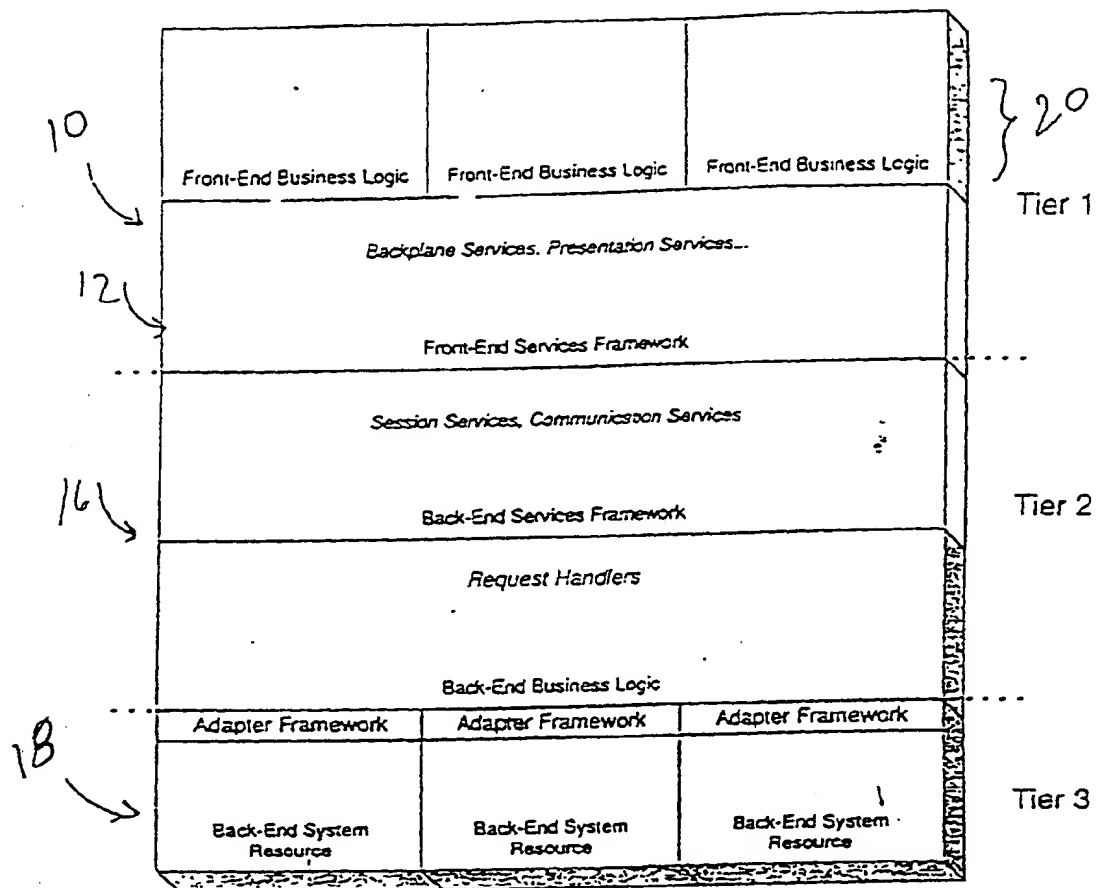 20
10
Front-End Business Logic Front-End Business Logic Front-End Business Logic
Tier 1
Backplane Services, Presentation Services...
12
Front-End Services Framework
Session Services, Communication Services
16
Back-End Services Framework
Tier 2
Request Handlers
Back-End Business Logic
Adapter Framework Adapter Framework Adapter Framework
18
Tier 3
Back-End System Back-End System Back-End System
Resource Resource Resource